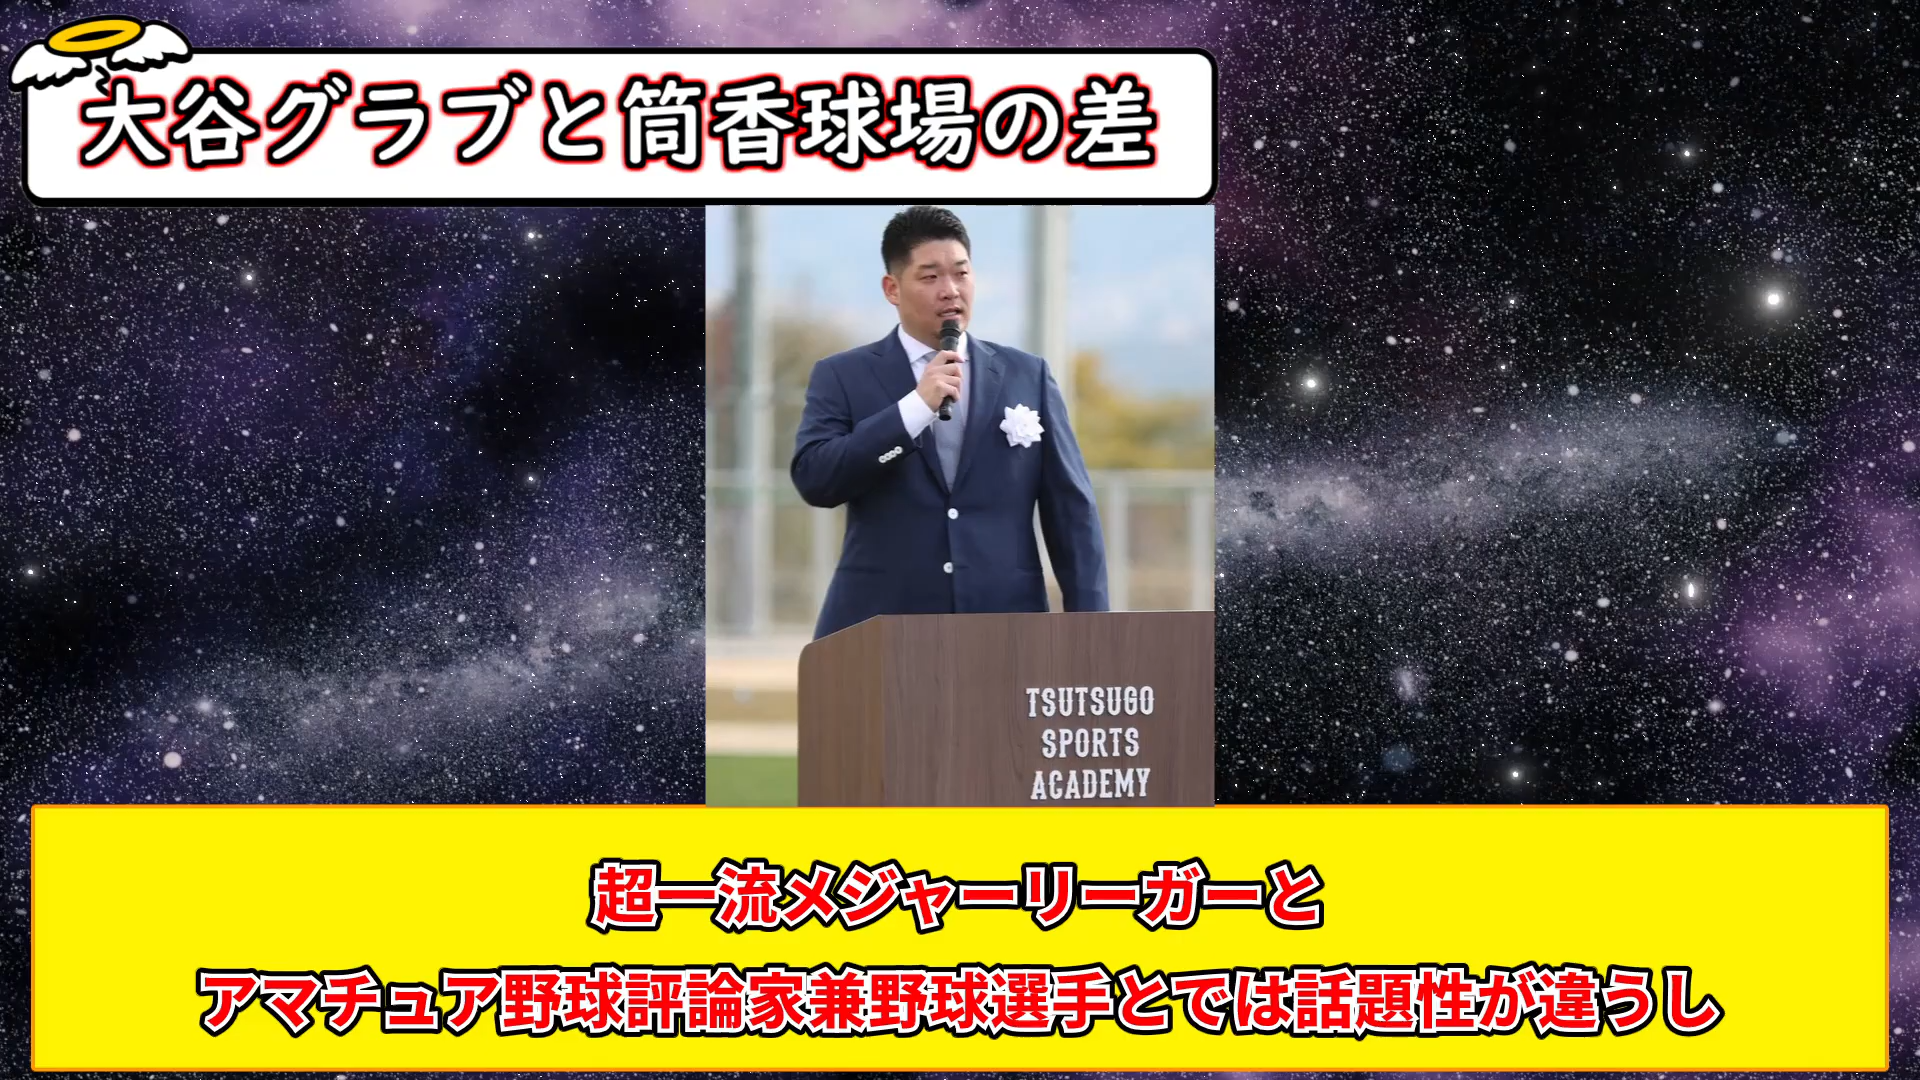 大谷グラブと筒香球場の差
TSUTSUGO
SPORTS
ACADEMY
超一流メジャーリーガーと
アマチュア野球評論家兼野球選手とでは話題性が違うし